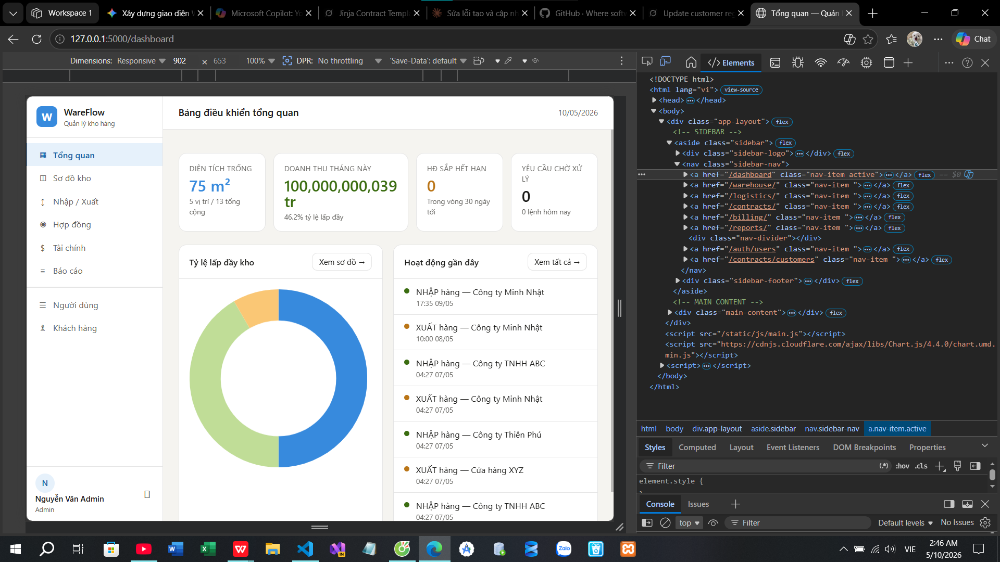 Workspace 1
Xây dựng giao diện W
Microsoft Copilot: Yo
Jinja Contract Templa
Sửa lỗi tạo và cập nh
GitHub · Where softw
Update customer reg
Tổng quan — Quản
127.0.0.1:5000/dashboard
Chat
Dimensions: Responsive 902 × 653 100% DPR: No throttling 'Save-Data': default
Elements
W
WareFlow
Quản lý kho hàng
Tổng quan
Sơ đồ kho
Nhập / Xuất
Hợp đồng
$ Tài chính
Báo cáo
Người dùng
Khách hàng
N
Nguyễn Văn Admin
Admin
Bảng điều khiển tổng quan
10/05/2026
DIỆN TÍCH TRỐNG
75 m²
5 vị trí / 13 tổng
cộng
DOANH THU THÁNG NÀY
100,000,000,039
tr
46.2% tỷ lệ lấp đầy
HĐ SẮP HẾT HẠN
0
Trong vòng 30 ngày
tới
YÊU CẦU CHỜ XỬ
LÝ
0
0 lệnh hôm nay
Tỷ lệ lấp đầy kho
Xem sơ đồ →
Hoạt động gần đây
Xem tất cả →
NHẬP hàng — Công ty Minh Nhật
17:35 09/05
XUẤT hàng — Công ty Minh Nhật
10:00 08/05
NHẬP hàng — Công ty TNHH ABC
04:27 07/05
XUẤT hàng — Công ty Minh Nhật
04:27 07/05
NHẬP hàng — Công ty Thiên Phú
04:27 07/05
XUẤT hàng — Cửa hàng XYZ
04:27 07/05
NHẬP hàng — Công ty TNHH ABC
04:27 07/05
<!DOCTYPE html>
<html lang="vi"> view-source
<head> ••• </head>
<body>
<div class="app-layout"> flex
<!-- SIDEBAR -->
<aside class="sidebar"> flex
<div class="sidebar-logo"> ••• </div> flex
<nav class="sidebar-nav">
••• <a href="/dashboard" class="nav-item active"> ••• </a> flex == $0
<a href="/warehouse/" class="nav-item "> ••• </a> flex
<a href="/logistics/" class="nav-item "> ••• </a> flex
<a href="/contracts/" class="nav-item "> ••• </a> flex
<a href="/billing/" class="nav-item "> ••• </a> flex
<a href="/reports/" class="nav-item "> ••• </a> flex
<div class="nav-divider"></div>
<a href="/auth/users" class="nav-item "> ••• </a> flex
<a href="/contracts/customers" class="nav-item "> ••• </a> flex
</nav>
<div class="sidebar-footer"> ••• </div> flex
</aside>
<!-- MAIN CONTENT -->
<div class="main-content"> ••• </div> flex
</div>
<script src="/static/js/main.js"></script>
<script src="https://cdnjs.cloudflare.com/ajax/libs/Chart.js/4.4.0/chart.umd.
min.js"></script>
<script> ••• </script>
</body>
</html>
html body div.app-layout aside.sidebar nav.sidebar-nav a.nav-item.active
Styles Computed Layout Event Listeners DOM Breakpoints Properties
Filter (.*) :hov .cls
element.style {
Console Issues
top Filter Default levels No Issues
Zalo
VIE
2:46 AM
5/10/2026